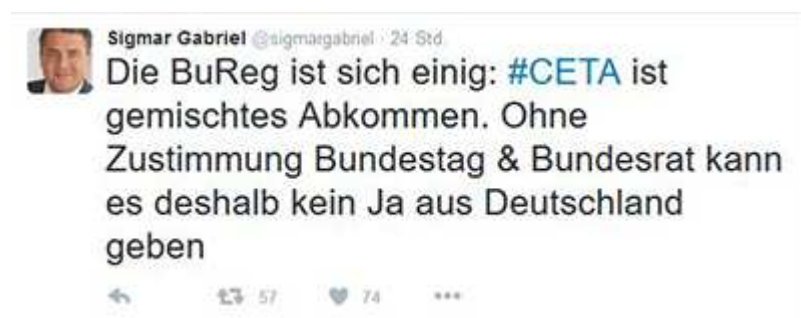 Sigmar Gabriel @sigmargabriel · 24 Std.
Die BuReg ist sich einig: #CETA ist
gemischtes Abkommen. Ohne
Zustimmung Bundestag & Bundesrat kann
es deshalb kein Ja aus Deutschland
geben
57 74